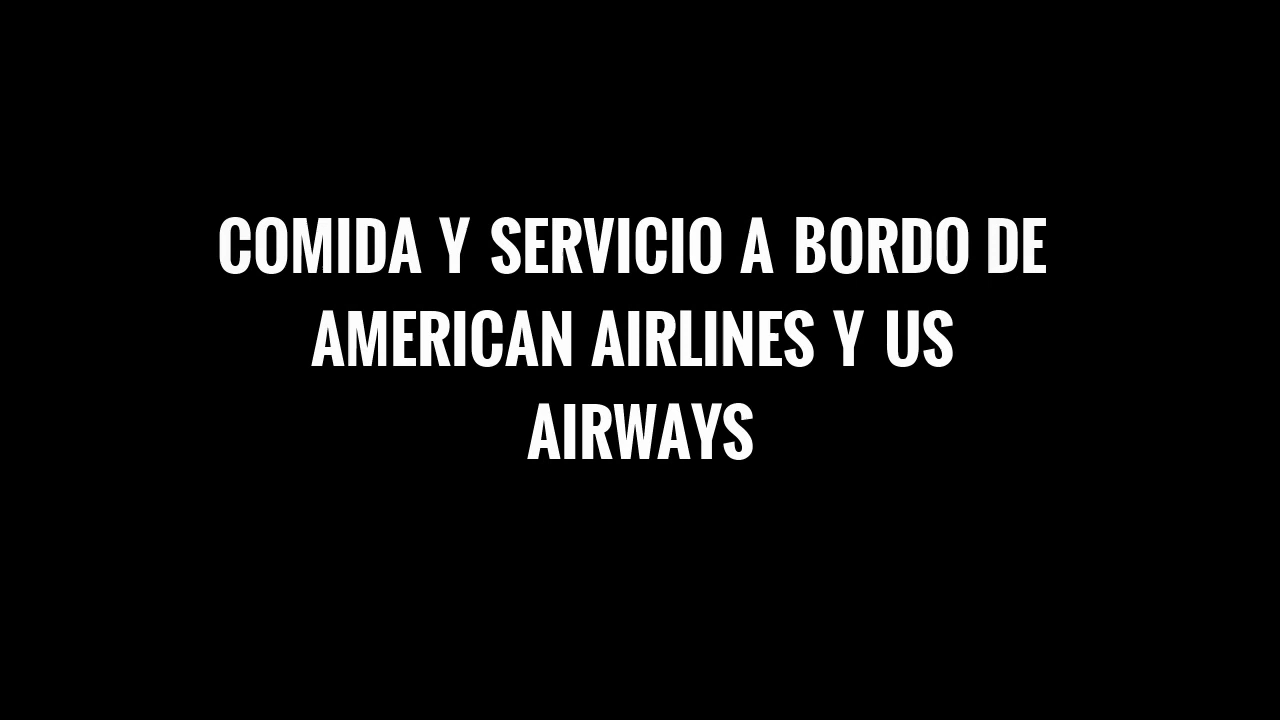 COMIDA Y SERVICIO A BORDO DE
AMERICAN AIRLINES Y US
AIRWAYS